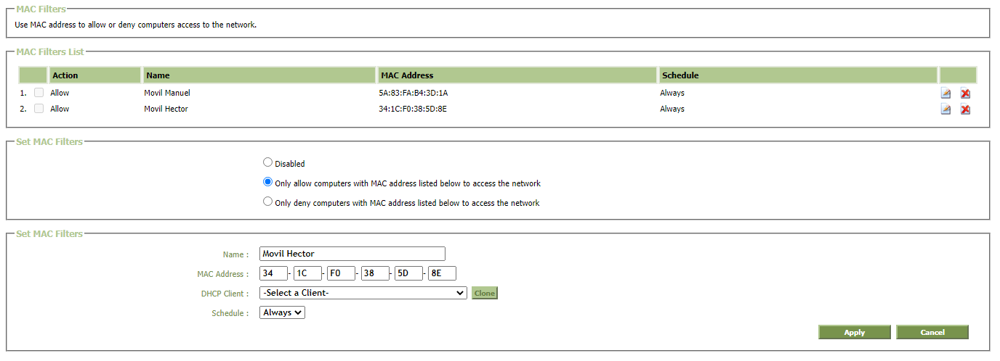 MAC Filters
Use MAC address to allow or deny computers access to the network.
MAC Filters List
Action Name MAC Address Schedule
1. Allow Movil Manuel 5A:83:FA:B4:3D:1A Always
2. Allow Movil Hector 34:1C:F0:38:5D:8E Always
Set MAC Filters
Disabled
Only allow computers with MAC address listed below to access the network
Only deny computers with MAC address listed below to access the network
Set MAC Filters
Name : Movil Hector
MAC Address : 34 - 1C - F0 - 38 - 5D - 8E
DHCP Client : -Select a Client- Clone
Schedule : Always
Apply Cancel